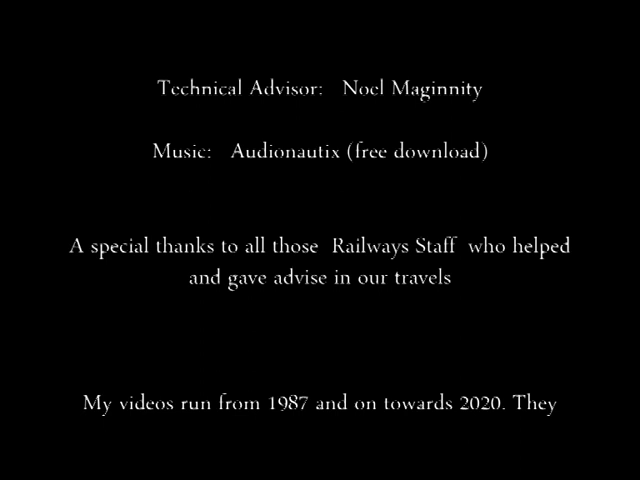 Technical Advisor: Noel Maginnity
Music: Audionautix (free download)
A special thanks to all those Railways Staff who helped
and gave advise in our travels
My videos run from 1987 and on towards 2020. They